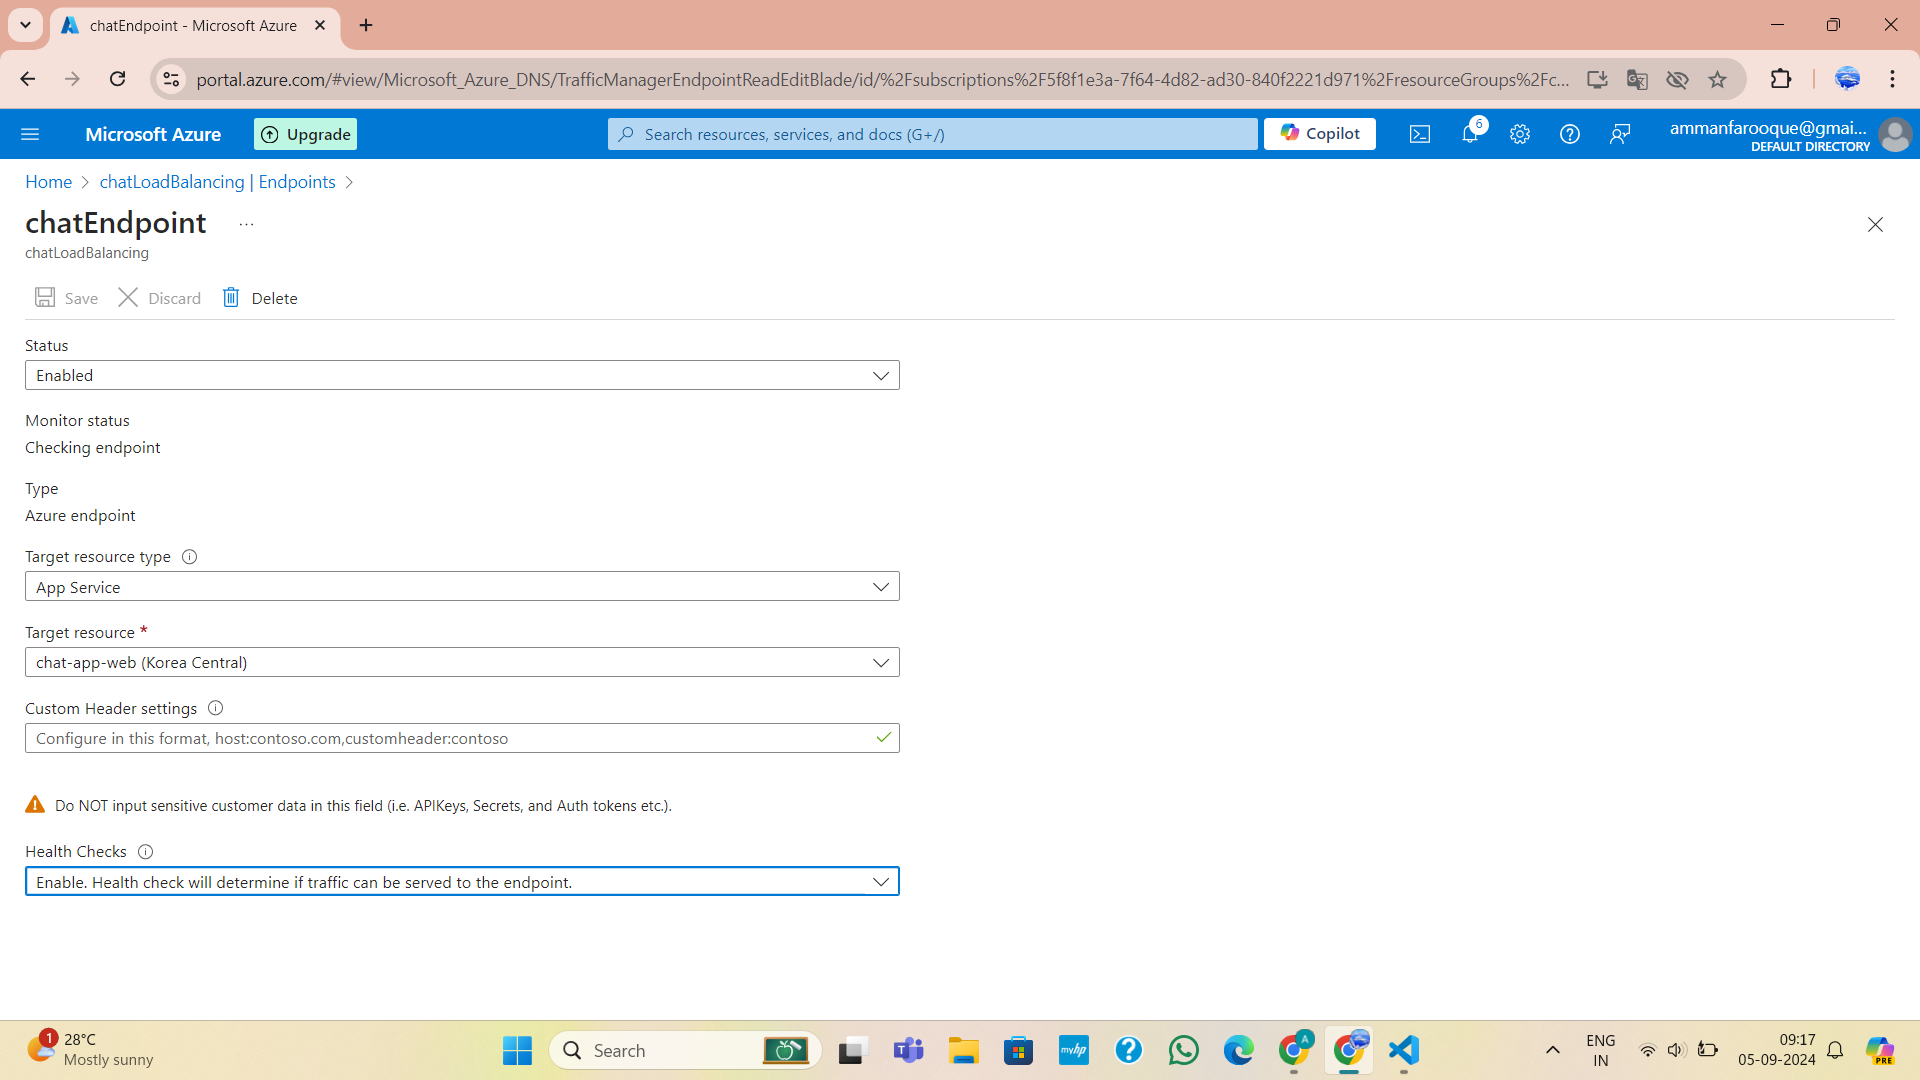 chatEndpoint - Microsoft Azure
portal.azure.com/#view/Microsoft_Azure_DNS/TrafficManagerEndpointReadEditBlade/id/%2Fsubscriptions%2F5f8f1e3a-7f64-4d82-ad30-840f2221d971%2FresourceGroups%2Fc...
Microsoft Azure
Upgrade
Search resources, services, and docs (G+/)
Copilot
6
ammanfarooque@gmai...
DEFAULT DIRECTORY
Home > chatLoadBalancing | Endpoints >
chatEndpoint ...
chatLoadBalancing
Save Discard Delete
Status
Enabled
Monitor status
Checking endpoint
Type
Azure endpoint
Target resource type
App Service
Target resource *
chat-app-web (Korea Central)
Custom Header settings
Configure in this format, host:contoso.com,customheader:contoso
Do NOT input sensitive customer data in this field (i.e. APIKeys, Secrets, and Auth tokens etc.).
Health Checks
Enable. Health check will determine if traffic can be served to the endpoint.
1
28°C
Mostly sunny
Search
myhp
A
ENG
IN
09:17
05-09-2024
PRE